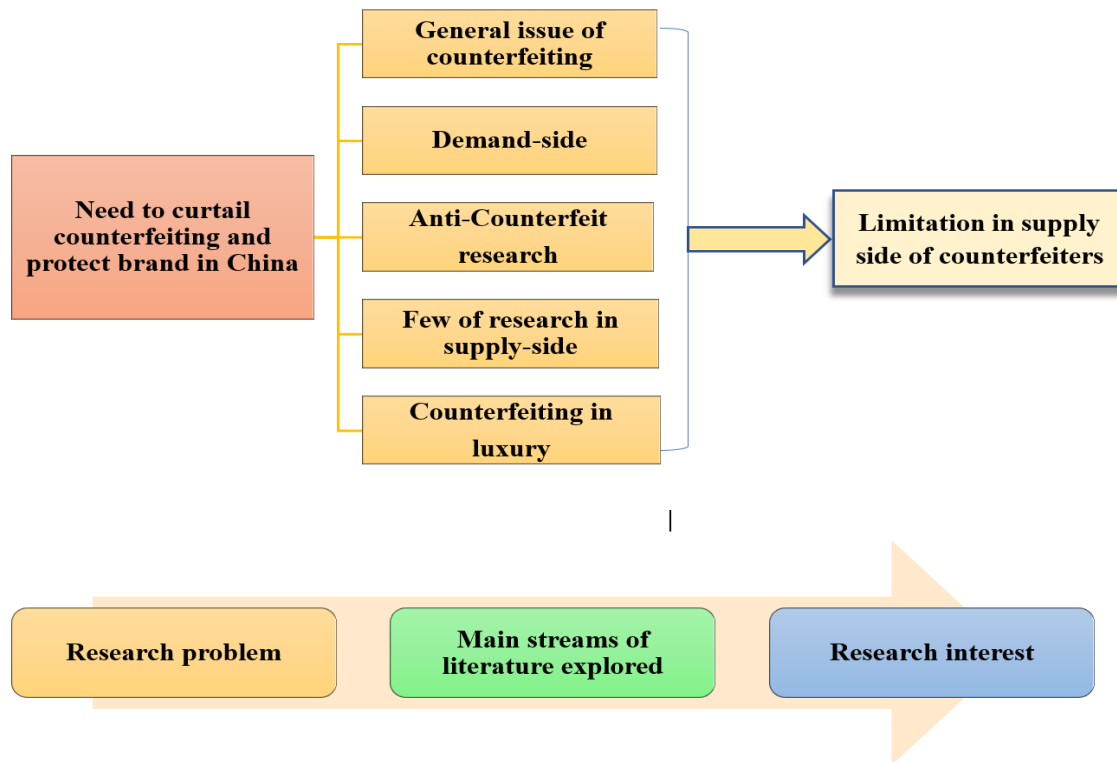 General issue of
counterfeiting
Demand-side
Need to curtail
counterfeiting and
protect brand in China
Anti-Counterfeit
research
Limitation in supply
side of counterfeiters
Few of research in
supply-side
Counterfeiting in
luxury
Research problem
Main streams of
literature explored
Research interest